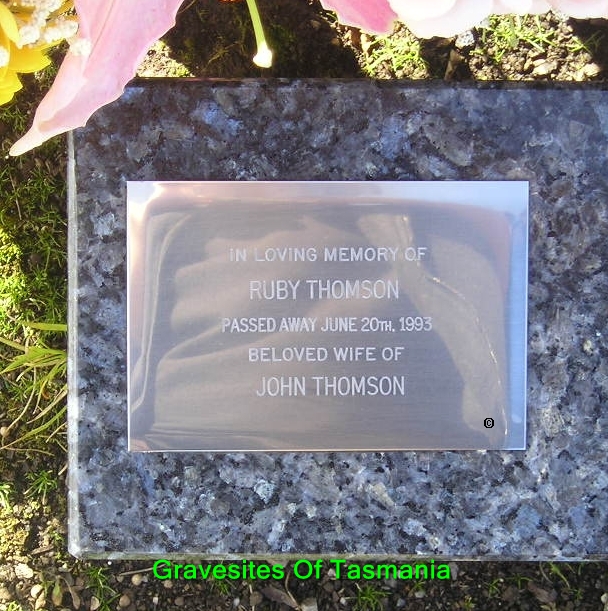 IN LOVING MEMORY OF
RUBY THOMSON
PASSED AWAY JUNE 20TH. 1993
BELOVED WIFE OF
JOHN THOMSON
©
Gravesites Of Tasmania